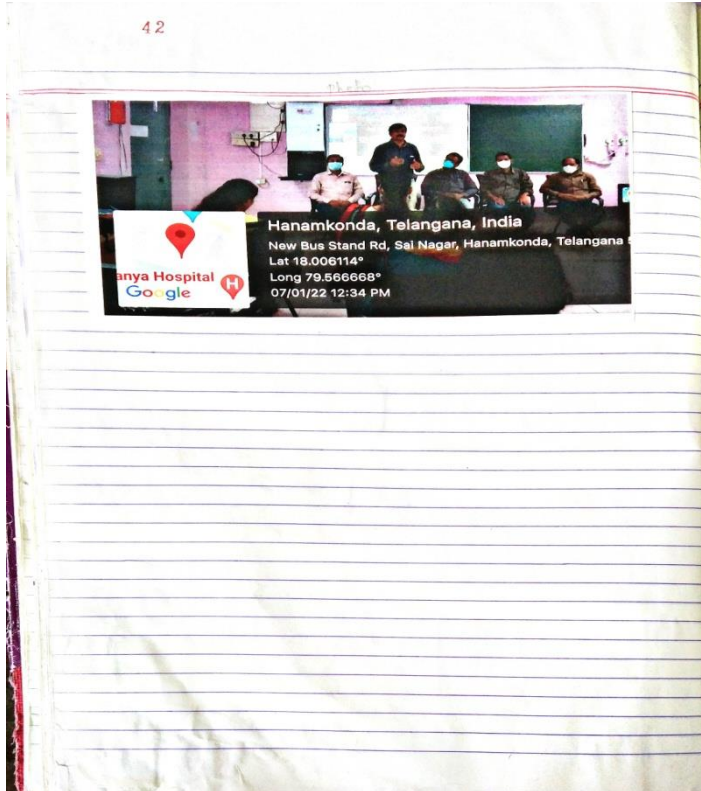 42
Photo
Hanamkonda, Telangana, India
New Bus Stand Rd, Sai Nagar, Hanamkonda, Telangana
Lat 18.006114°
Long 79.566668°
07/01/22 12:34 PM
anya Hospital
H
Google